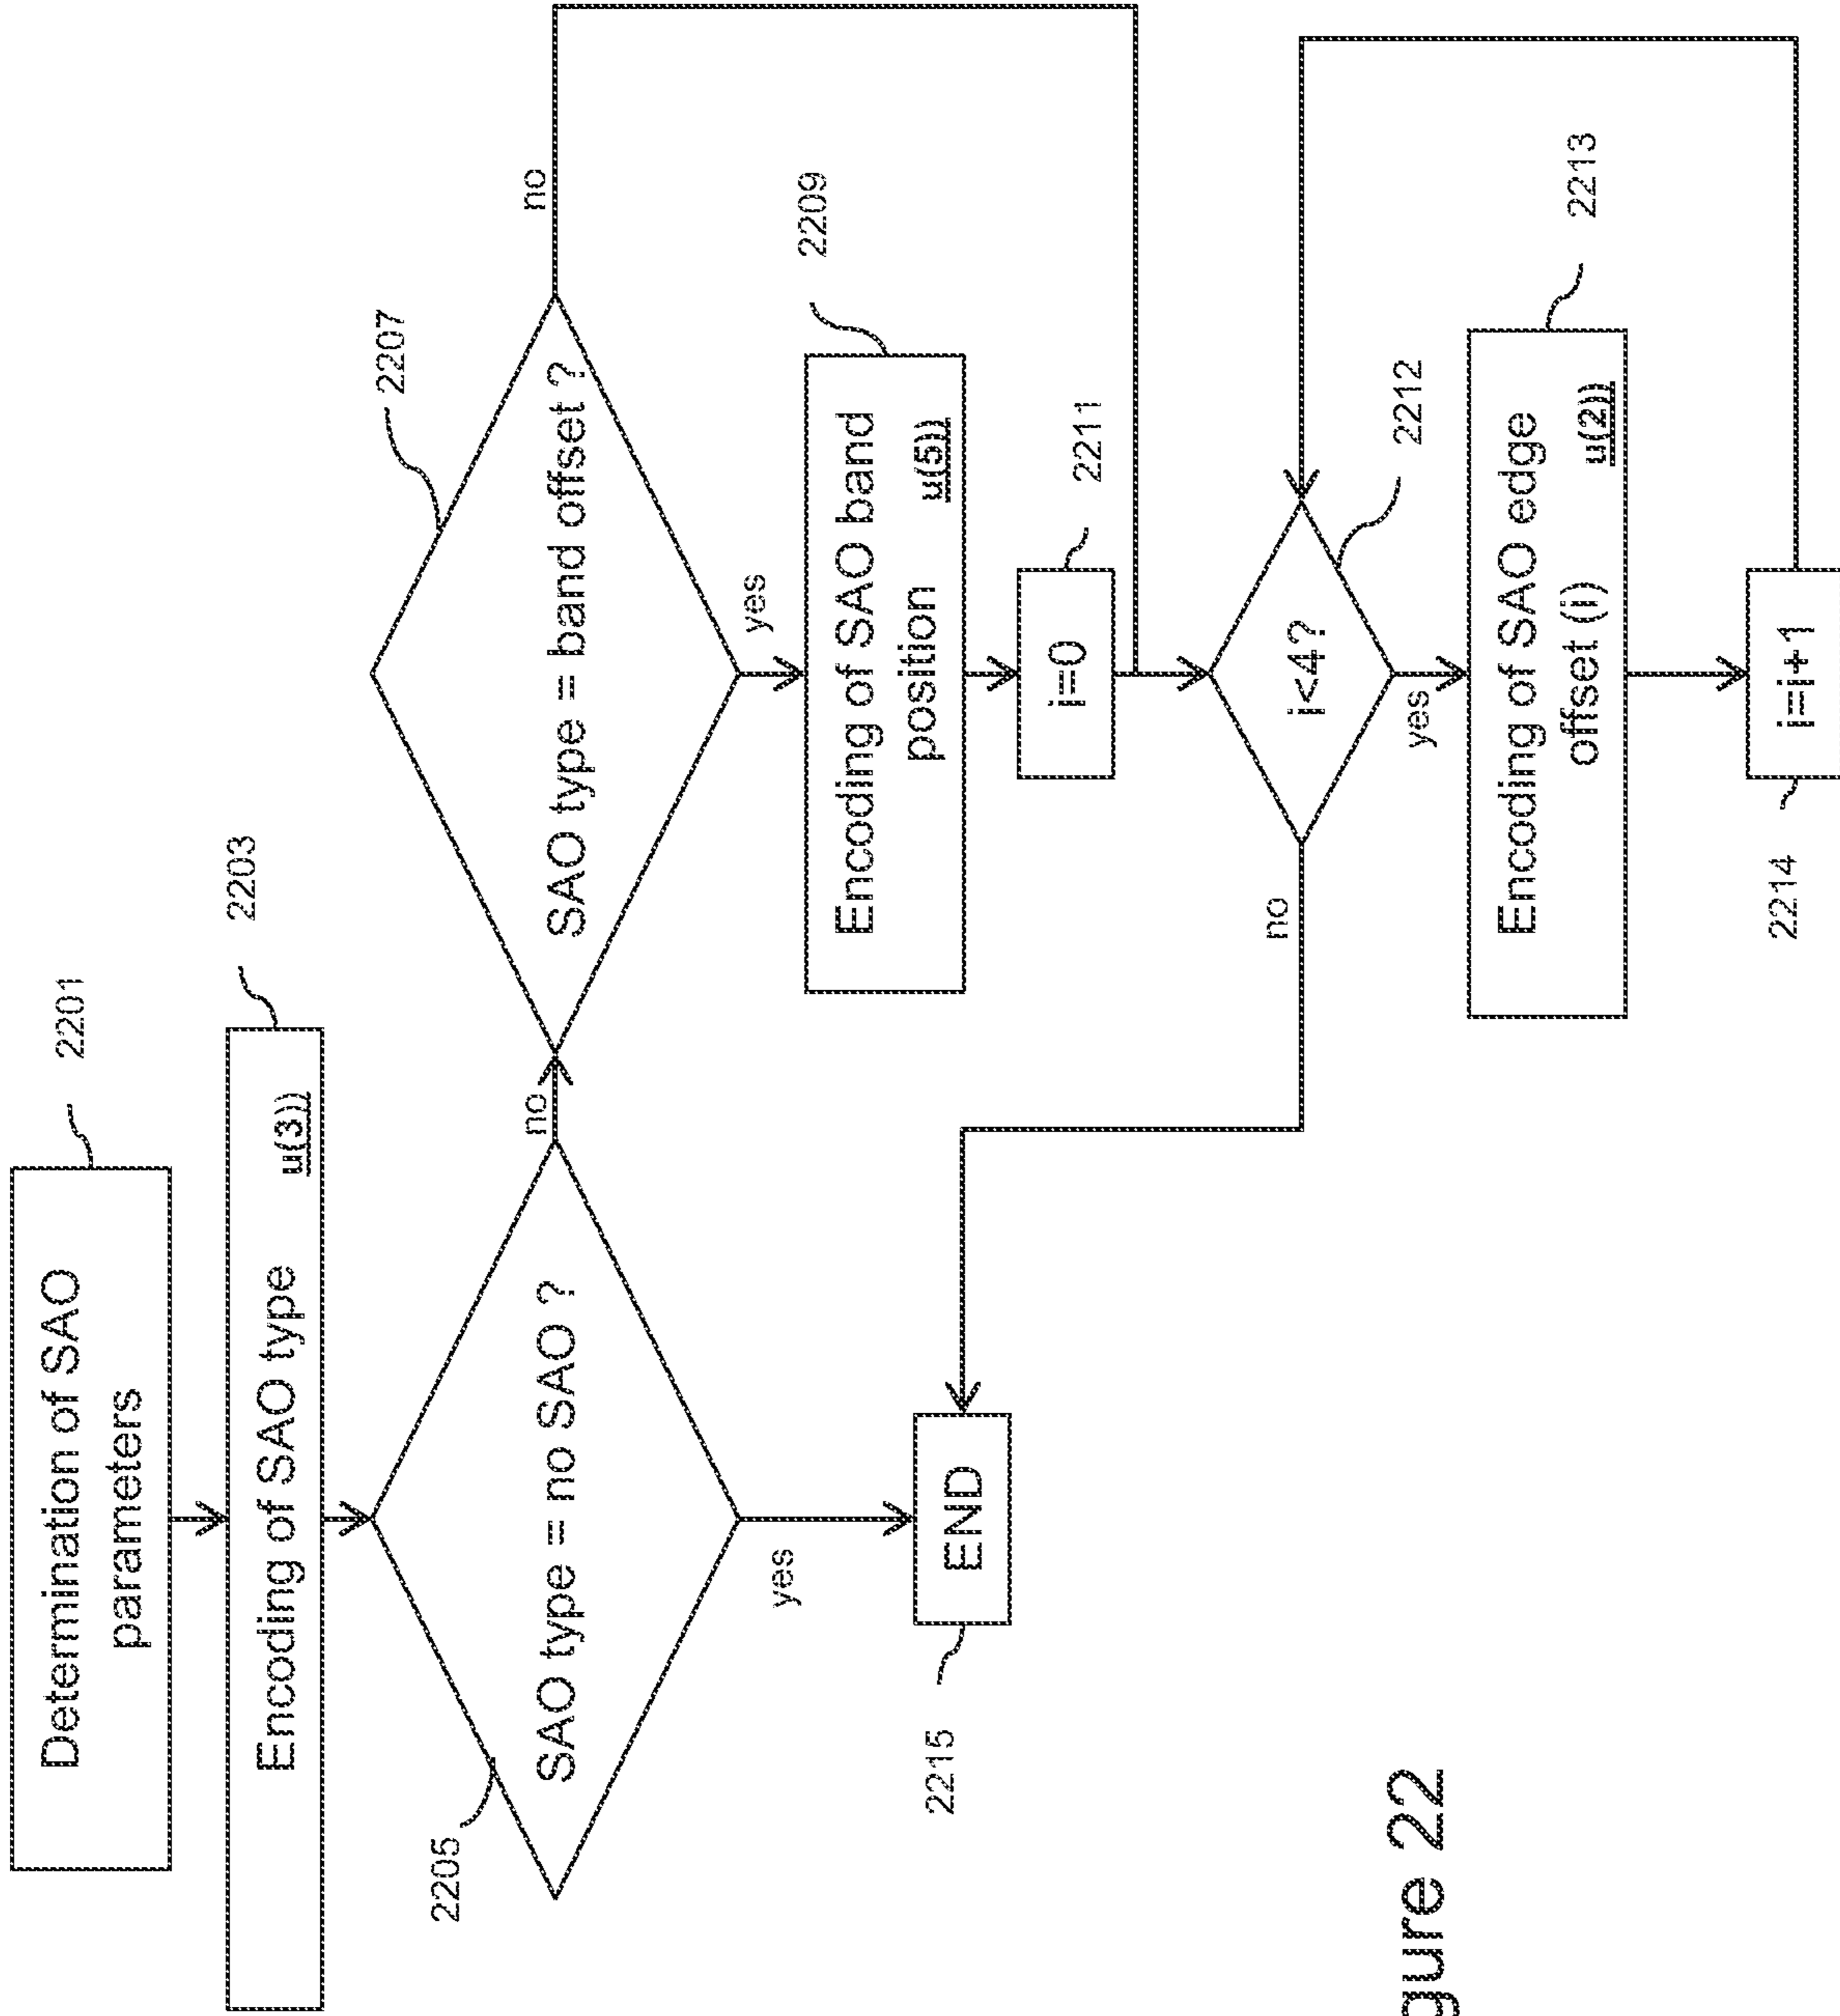 Determination of SAO
parameters
2201
Encoding of SAO type
u(3))
2203
SAO type = no SAO ?
2205
no
yes
SAO type = band offset ?
2207
no
yes
Encoding of SAO band
position
u(5))
2209
i=0
2211
i<4?
2212
no
yes
Encoding of SAO edge
offset (i)
u(2))
2213
i=i+1
2214
END
2215
gure 22